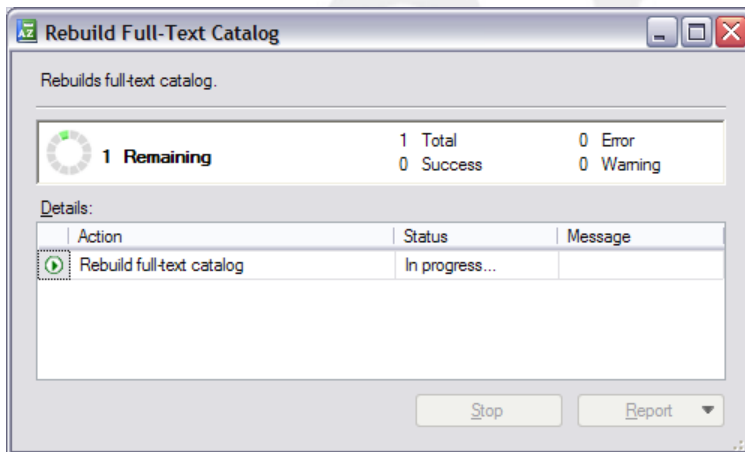 Rebuild Full-Text Catalog
Rebuilds full-text catalog.
1 Remaining
1 Total
0 Error
0 Success
0 Warning
Details:
Action Status Message
Rebuild full-text catalog In progress...
Stop Report